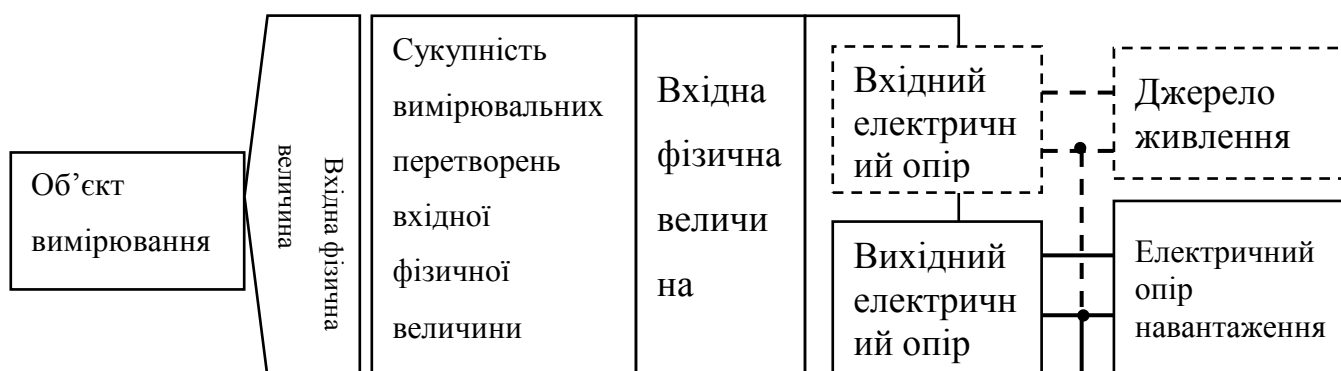 Об’єкт
вимірювання
Вхідна фізична
величина
Сукупність
вимірювальних
перетворень
вхідної
фізичної
величини
Вхідна
фізична
величи
на
Вхідний
електричн
ий опір
Джерело
живлення
Вихідний
електричн
ий опір
Електричний
опір
навантаження